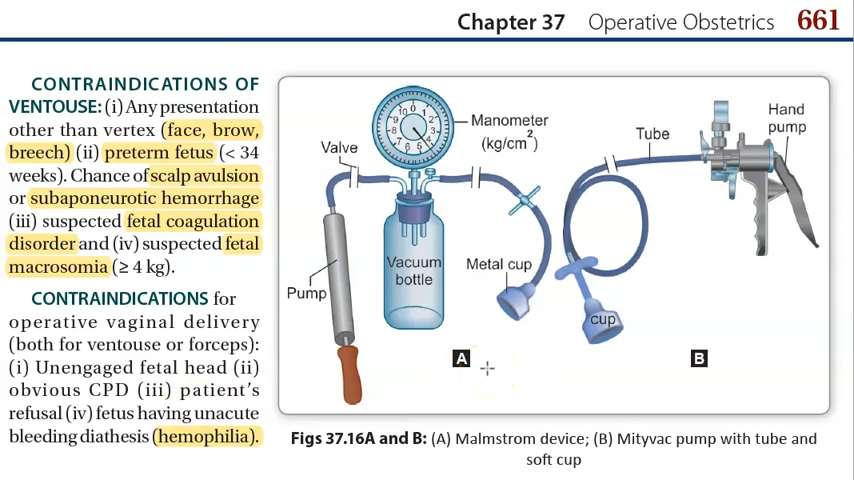 Chapter 37 Operative Obstetrics 661
CONTRAINDICATIONS OF
VENTOUSE: (i) Any presentation
other than vertex (face, brow,
breech) (ii) preterm fetus (< 34
weeks). Chance of scalp avulsion
or subaponeurotic hemorrhage
(iii) suspected fetal coagulation
disorder and (iv) suspected fetal
macrosomia (≥ 4 kg).
CONTRAINDICATIONS for
operative vaginal delivery
(both for ventouse or forceps):
(i) Unengaged fetal head (ii)
obvious CPD (iii) patient's
refusal (iv) fetus having unacute
bleeding diathesis (hemophilia).
Manometer
(kg/cm²)
Valve
Pump
Vacuum
bottle
Metal cup
A
Tube
Hand
pump
cup
B
Figs 37.16A and B: (A) Malmstrom device; (B) Mityvac pump with tube and
soft cup